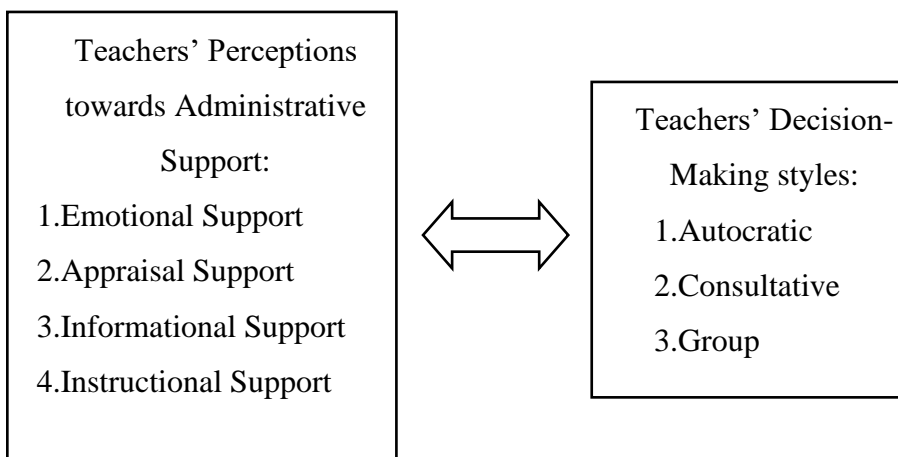 Teachers’ Perceptions
towards Administrative
Support:
1.Emotional Support
2.Appraisal Support
3.Informational Support
4.Instructional Support
Teachers’ Decision-
Making styles:
1.Autocratic
2.Consultative
3.Group